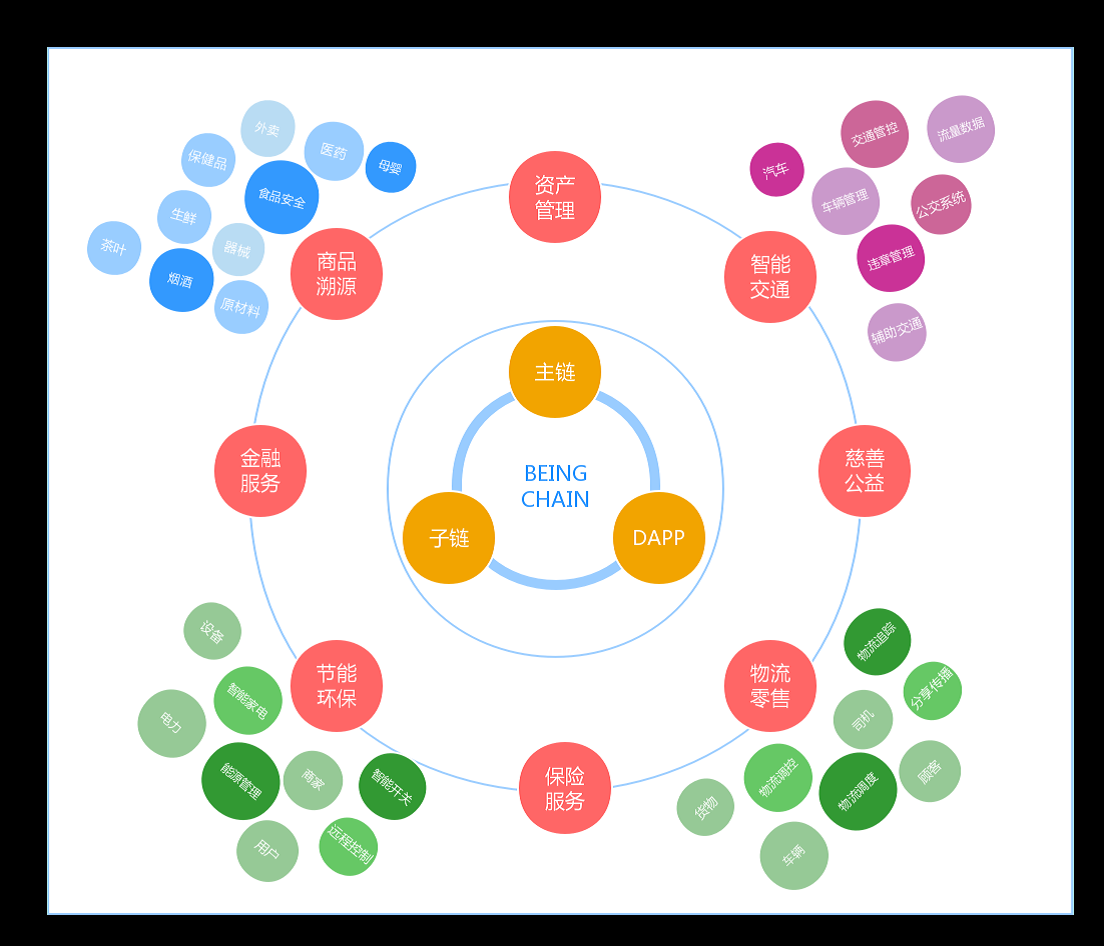 外卖
保健品
医药
母婴
食品安全
生鲜
茶叶
器械
烟酒
原材料
商品
溯源
资产
管理
交通管控
流量数据
汽车
车辆管理
公交系统
违章管理
辅助交通
智能
交通
主链
BEING
CHAIN
子链
DAPP
金融
服务
慈善
公益
节能
环保
设备
智能家电
电力
能源管理
商家
智能开关
用户
远程控制
保险
服务
物流
零售
物流追踪
分享传播
司机
物流调控
物流调度
顾客
货物
车辆